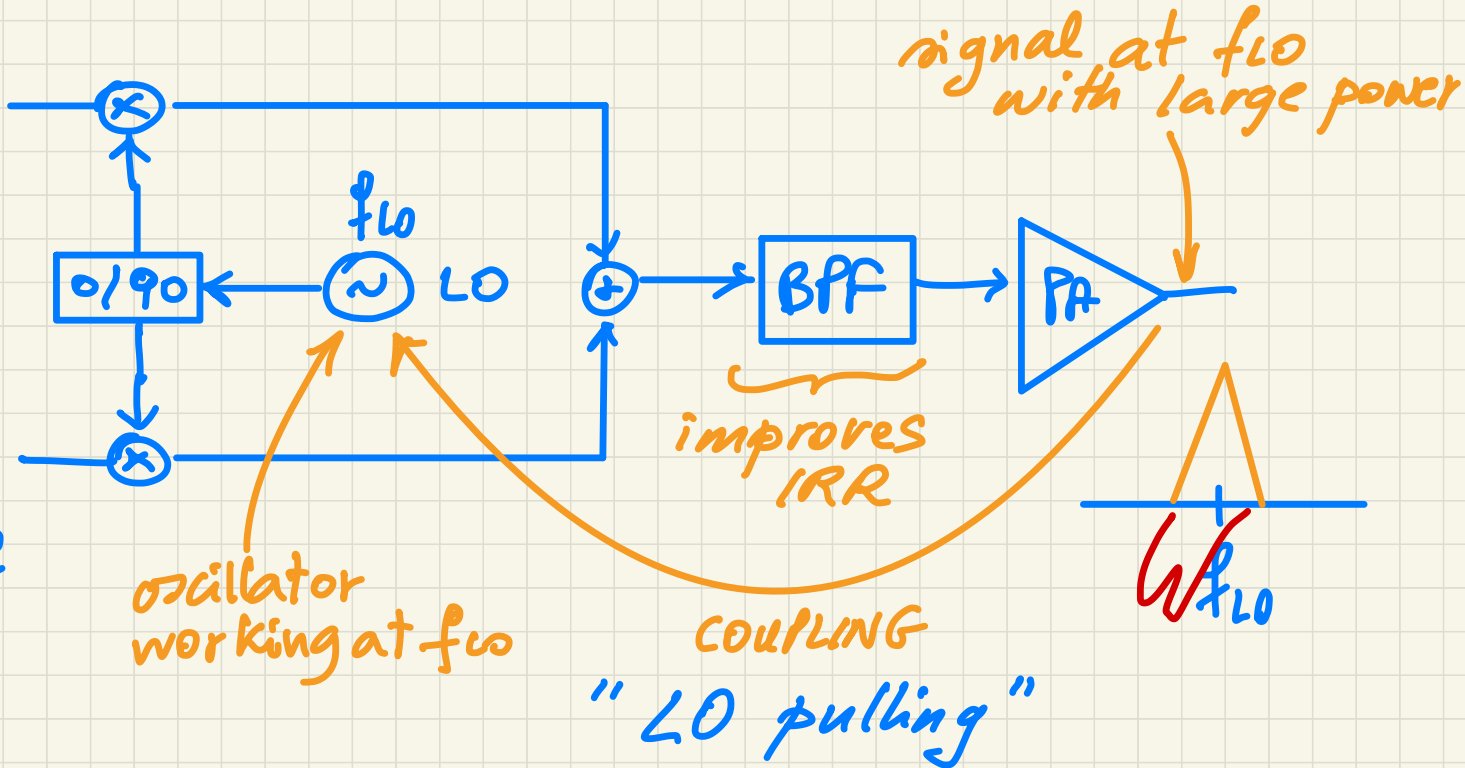 signal at fLO
with large power
fLO
0/90
~
LO
+
BPF
PA
×
×
improves
IRR
W
fLO
oscillator
working at fLO
COUPLING
"LO pulling"